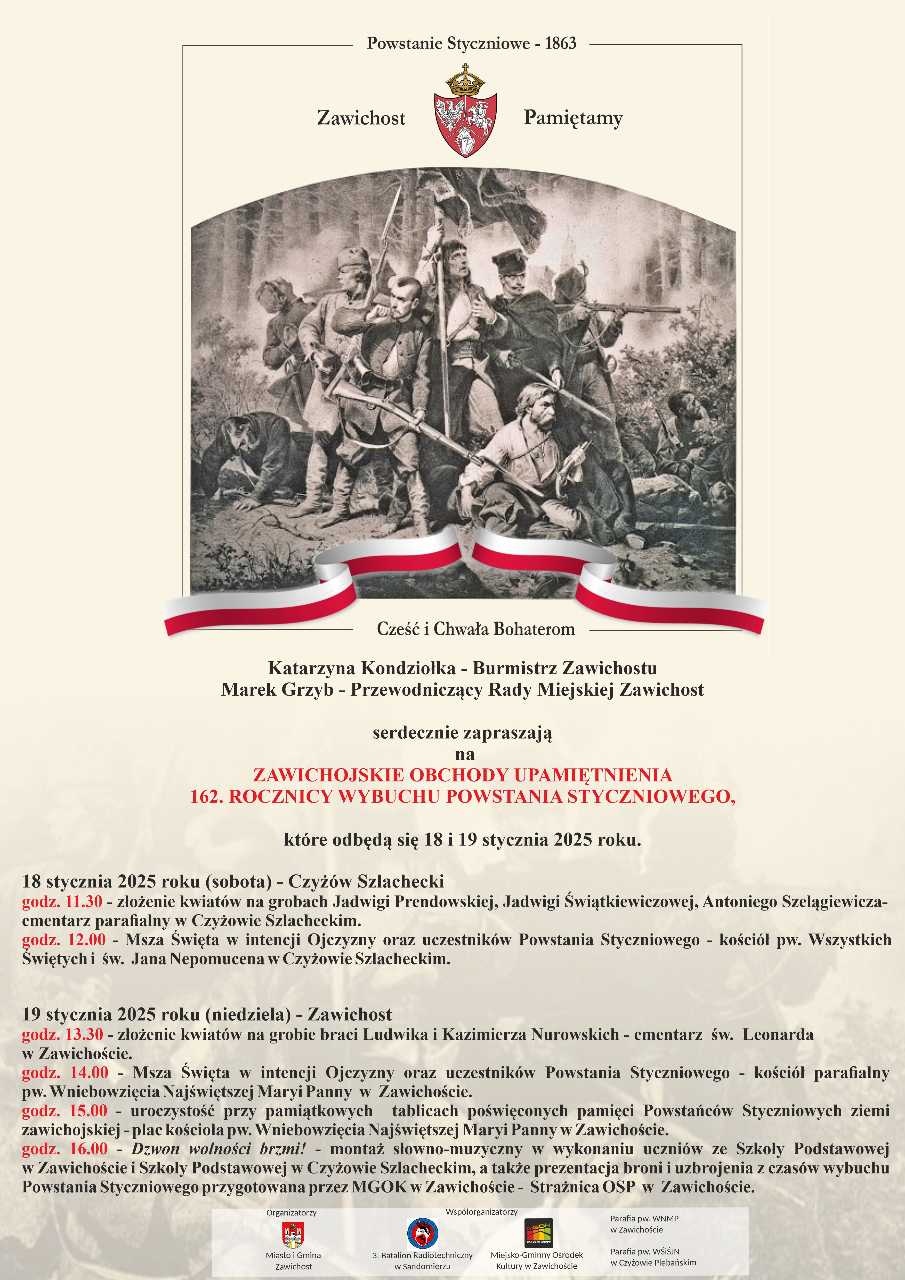 Powstanie Styczniowe - 1863
Zawichost Pamiętamy
Cześć i Chwała Bohaterom
Katarzyna Kondziołka - Burmistrz Zawichostu
Marek Grzyb - Przewodniczący Rady Miejskiej Zawichost
serdecznie zapraszają
na
ZAWICHOJSKIE OBCHODY UPAMIĘTNIENIA
162. ROCZNICY WYBUCHU POWSTANIA STYCZNIOWEGO,
które odbędą się 18 i 19 stycznia 2025 roku.
18 stycznia 2025 roku (sobota) - Czyżów Szlachecki
godz. 11.30 - złożenie kwiatów na grobach Jadwigi Prendowskiej, Jadwigi Świątkiewiczowej, Antoniego Szelągiewicza-
cmentarz parafialny w Czyżowie Szlacheckim.
godz. 12.00 - Msza Święta w intencji Ojczyzny oraz uczestników Powstania Styczniowego - kościół pw. Wszystkich
Świętych i św. Jana Nepomucena w Czyżowie Szlacheckim.
19 stycznia 2025 roku (niedziela) - Zawichost
godz. 13.30 - złożenie kwiatów na grobie braci Ludwika i Kazimierza Nurowskich - cmentarz św. Leonarda
w Zawichoście.
godz. 14.00 - Msza Święta w intencji Ojczyzny oraz uczestników Powstania Styczniowego - kościół parafialny
pw. Wniebowzięcia Najświętszej Maryi Panny w Zawichoście.
godz. 15.00 - uroczystość przy pamiątkowych tablicach poświęconych pamięci Powstańców Styczniowych ziemi
zawichojskiej - plac kościoła pw. Wniebowzięcia Najświętszej Maryi Panny w Zawichoście.
godz. 16.00 - Dzwon wolności brzmi! - montaż słowno-muzyczny w wykonaniu uczniów ze Szkoły Podstawowej
w Zawichoście i Szkoły Podstawowej w Czyżowie Szlacheckim, a także prezentacja broni i uzbrojenia z czasów wybuchu
Powstania Styczniowego przygotowana przez MGOK w Zawichoście - Strażnica OSP w Zawichoście.
Organizatorzy
Miasto i Gmina
Zawichost
Współorganizatorzy
3. Batalion Radiotechniczny
w Sandomierzu
Miejsko-Gminny Ośrodek
Kultury w Zawichoście
Parafia pw. WNMP
w Zawichoście
Parafia pw. WŚiŚJN
w Czyżowie Plebańskim